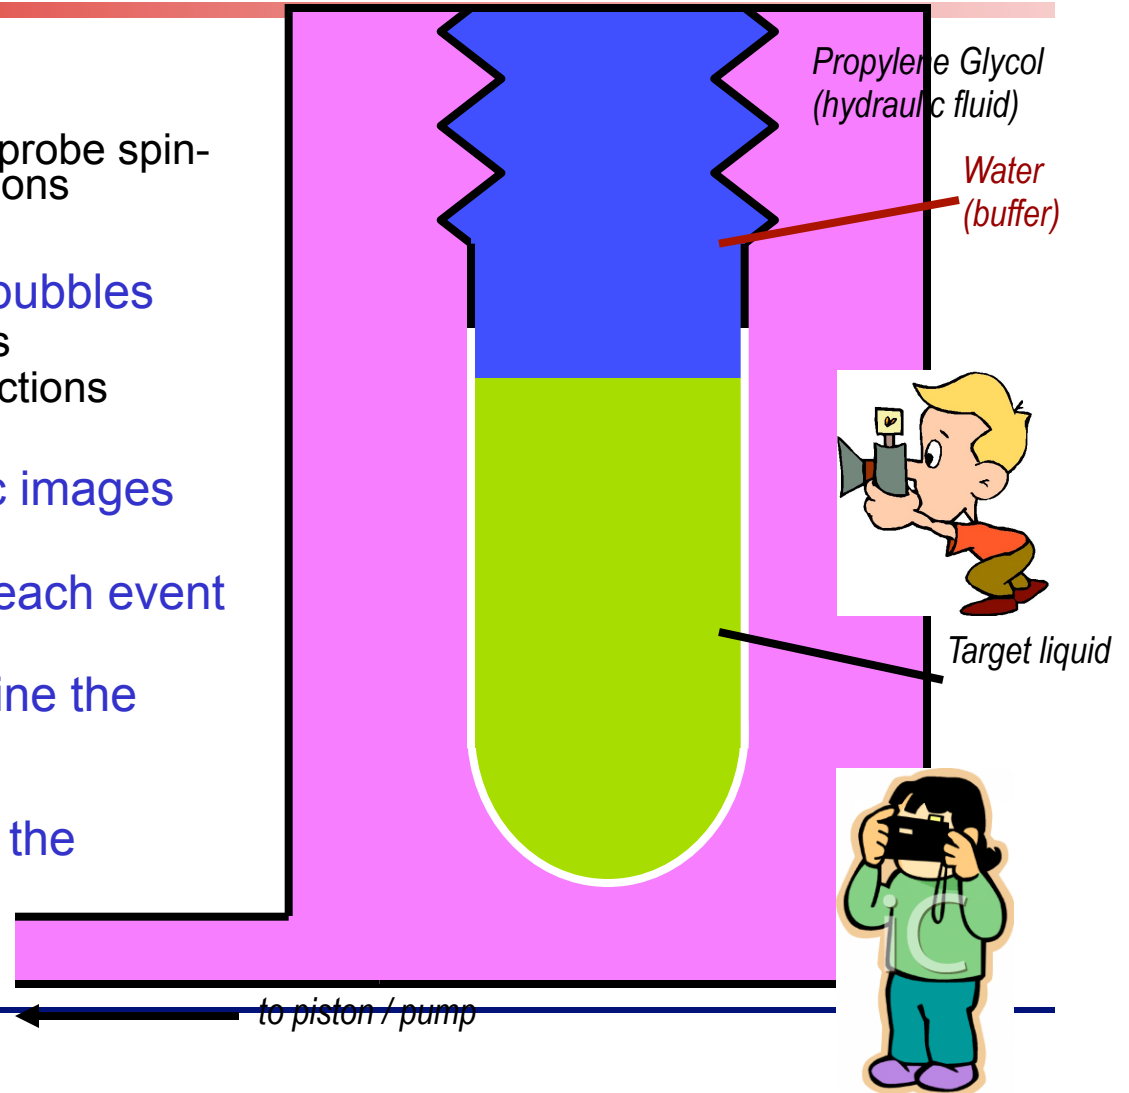 probe spin-
ons
bubbles
s
ctions
c images
each event
ine the
the
Propylene Glycol
(hydraulic fluid)
Water
(buffer)
Target liquid
to piston / pump
iC